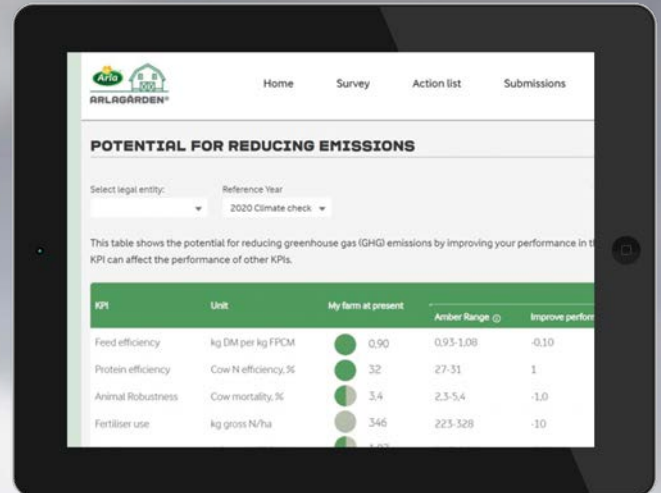 Arla
ARLAGÅRDEN®
Home Survey Action list Submissions
POTENTIAL FOR REDUCING EMISSIONS
Select legal entity: Reference Year
2020 Climate check
This table shows the potential for reducing greenhouse gas (GHG) emissions by improving your performance in
KPI can affect the performance of other KPIs.
KPI Unit My farm at present
Amber Range Improve perform
Feed efficiency kg DM per kg FPCM 0,90 0,93-1,08 -0,10
Protein efficiency Cow N efficiency, % 32 27-31 1
Animal Robustness Cow mortality, % 3,4 2,3-5,4 -1,0
Fertiliser use kg gross N/ha 346 223-328 -10